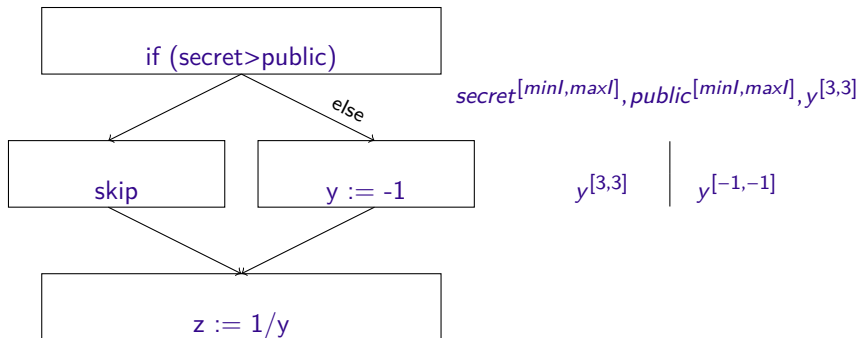 if (secret>public)
secret^[minI,maxI], public^[minI,maxI], y^[3,3]
else
skip
y := -1
y^[3,3]
y^[−1,−1]
z := 1/y